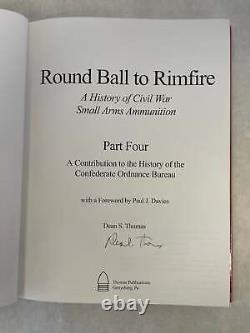 Round Ball to Rimfire
A History of Civil War
Small Arms Ammunition
Part Four
A Contribution to the History of the
Confederate Ordnance Bureau
with a Foreword by Paul J. Davies
Dean S. Thomas
Thomas Publications
Gettysburg, Pa